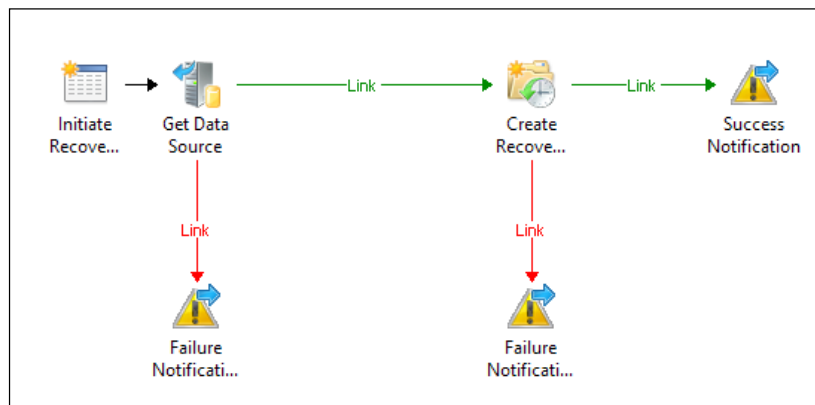 Link
Link
Initiate
Recove...
Get Data
Source
Create
Recove...
Success
Notification
Link
Link
Failure
Notificati...
Failure
Notificati...